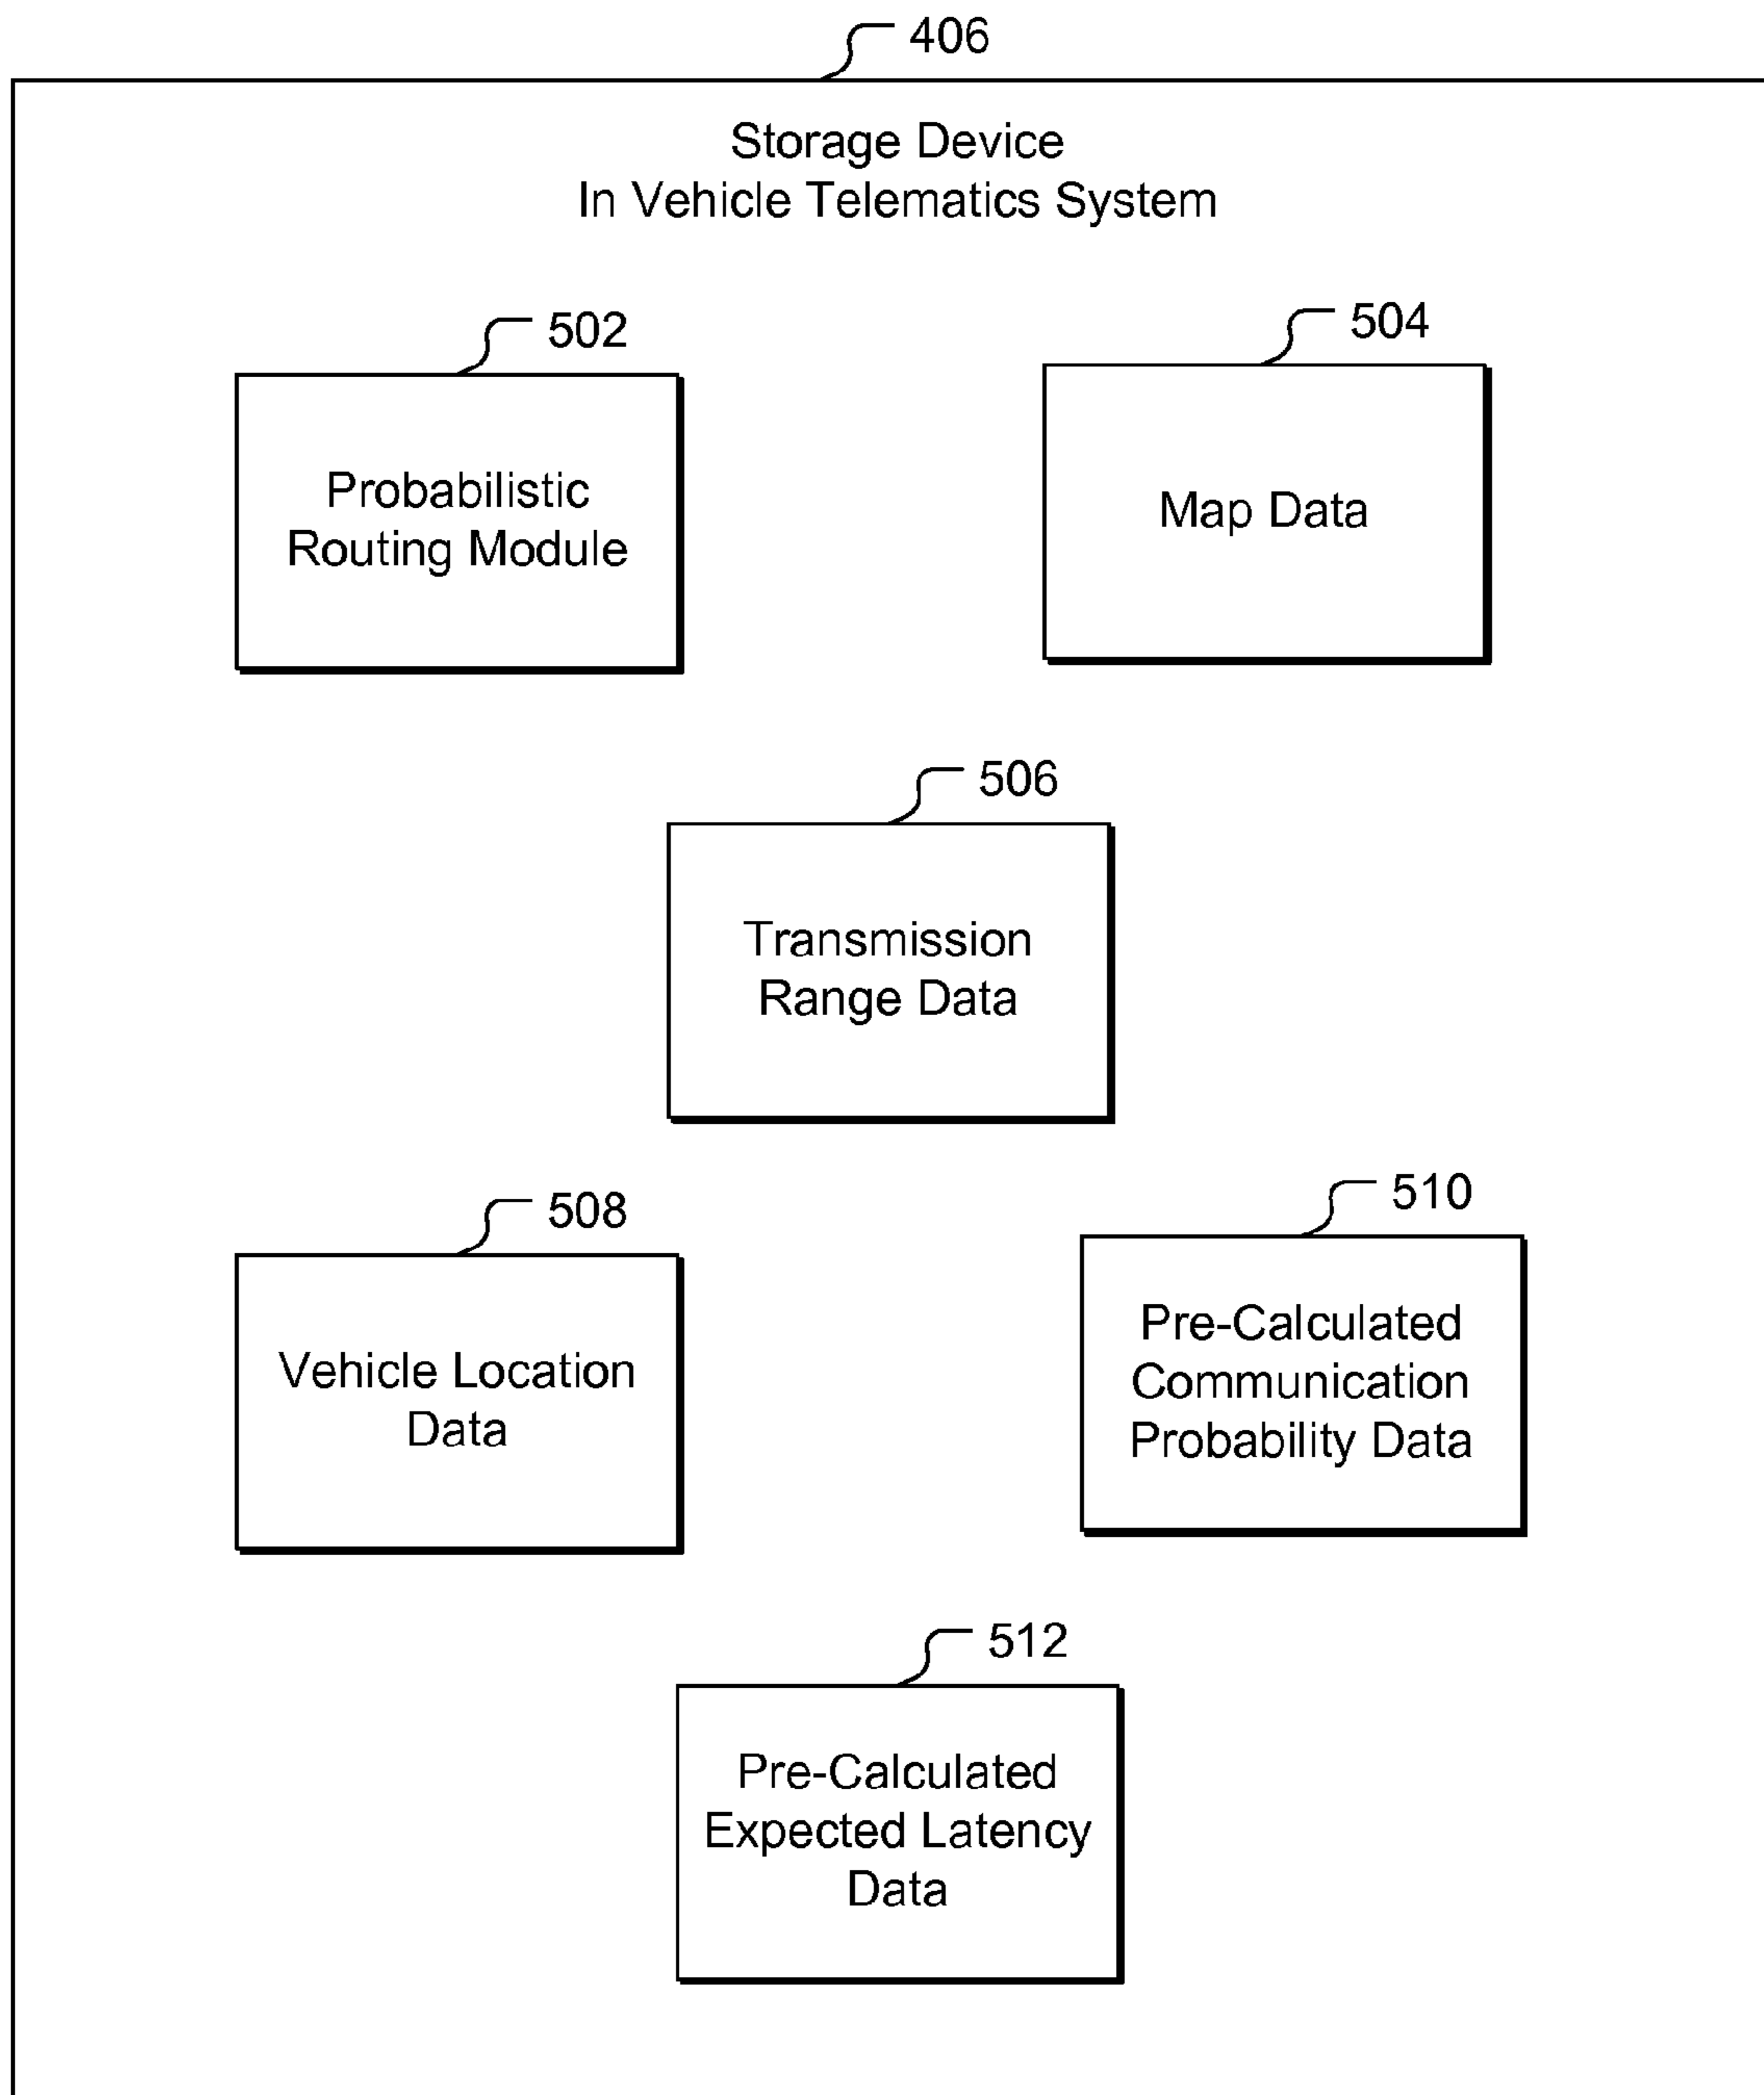 406
Storage Device
In Vehicle Telematics System
502
Probabilistic
Routing Module
504
Map Data
506
Transmission
Range Data
508
Vehicle Location
Data
510
Pre-Calculated
Communication
Probability Data
512
Pre-Calculated
Expected Latency
Data